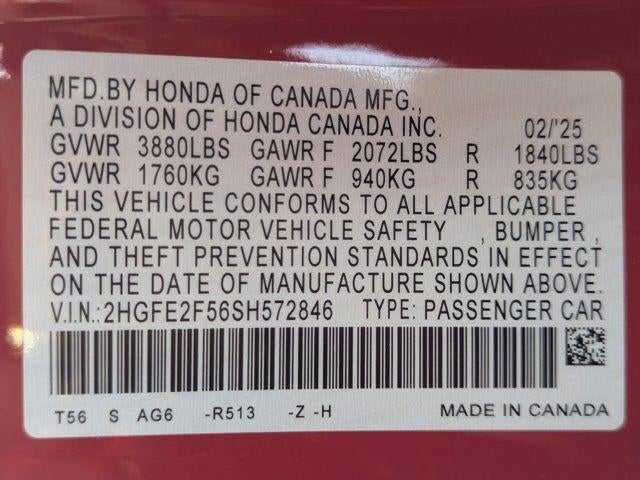 MFD.BY HONDA OF CANADA MFG.,
A DIVISION OF HONDA CANADA INC. 02/'25
GVWR 3880LBS GAWR F 2072LBS R 1840LBS
GVWR 1760KG GAWR F 940KG R 835KG
THIS VEHICLE CONFORMS TO ALL APPLICABLE
FEDERAL MOTOR VEHICLE SAFETY , BUMPER ,
AND THEFT PREVENTION STANDARDS IN EFFECT
ON THE DATE OF MANUFACTURE SHOWN ABOVE.
V.I.N.:2HGFE2F56SH572846 TYPE: PASSENGER CAR
T56 S AG6 -R513 -Z -H MADE IN CANADA